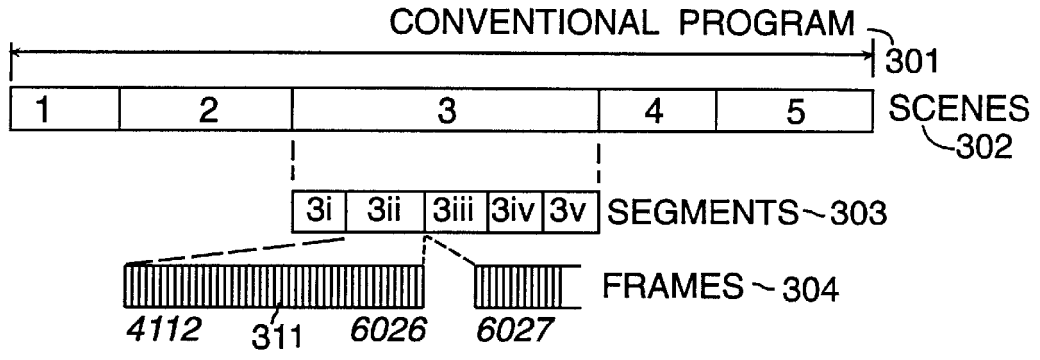 CONVENTIONAL PROGRAM
301
1 2 3 4 5 SCENES
302
3i 3ii 3iii 3iv 3v SEGMENTS ~303
FRAMES ~ 304
4112 311 6026 6027